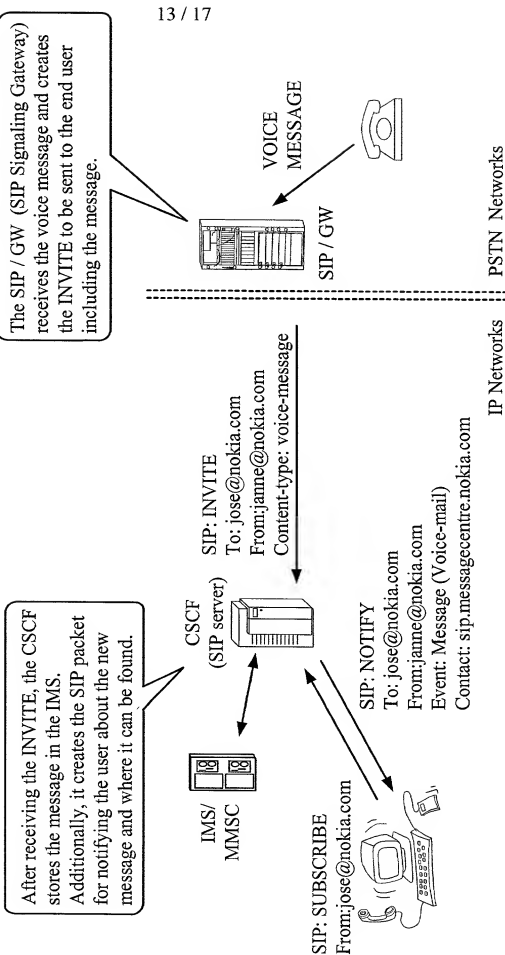 13 / 17
The SIP / GW (SIP Signaling Gateway)
receives the voice message and creates
the INVITE to be sent to the end user
including the message.
After receiving the INVITE, the CSCF
stores the message in the IMS.
Additionally, it creates the SIP packet
for notifying the user about the new
message and where it can be found.
VOICE
MESSAGE
SIP / GW
PSTN Networks
IP Networks
SIP: INVITE
To: jose@nokia.com
From:janne@nokia.com
Content-type: voice-message
CSCF
(SIP server)
IMS/
MMSC
SIP: NOTIFY
To: jose@nokia.com
From:janne@nokia.com
Event: Message (Voice-mail)
Contact: sip.messagecentre.nokia.com
SIP: SUBSCRIBE
From:jose@nokia.com